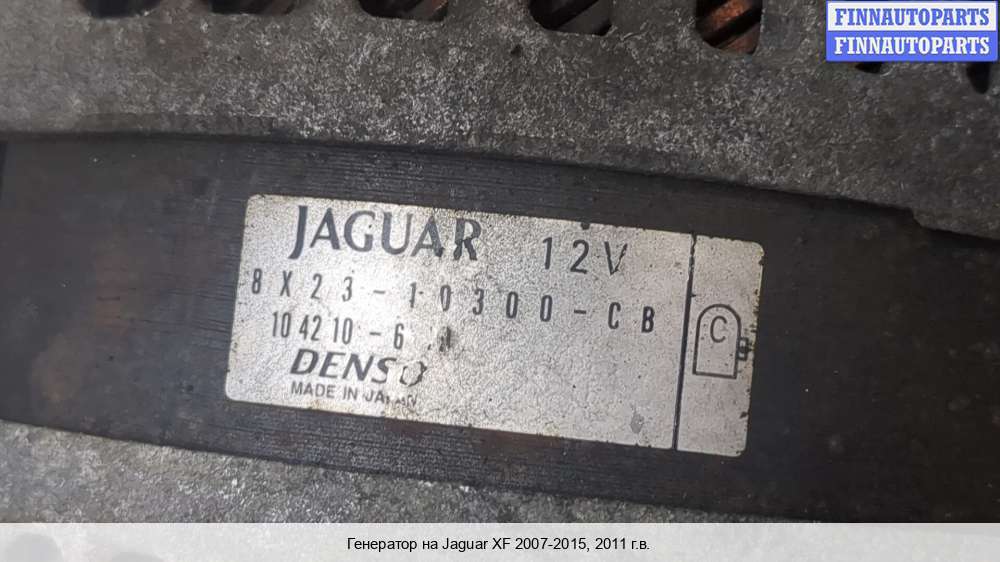 FINNAUTOPARTS
FINNAUTOPARTS
JAGUAR 12V
8X23-10300-CB
C
104210-6
DENSO
MADE IN JAPAN
Генератор на Jaguar XF 2007-2015, 2011 г.в.